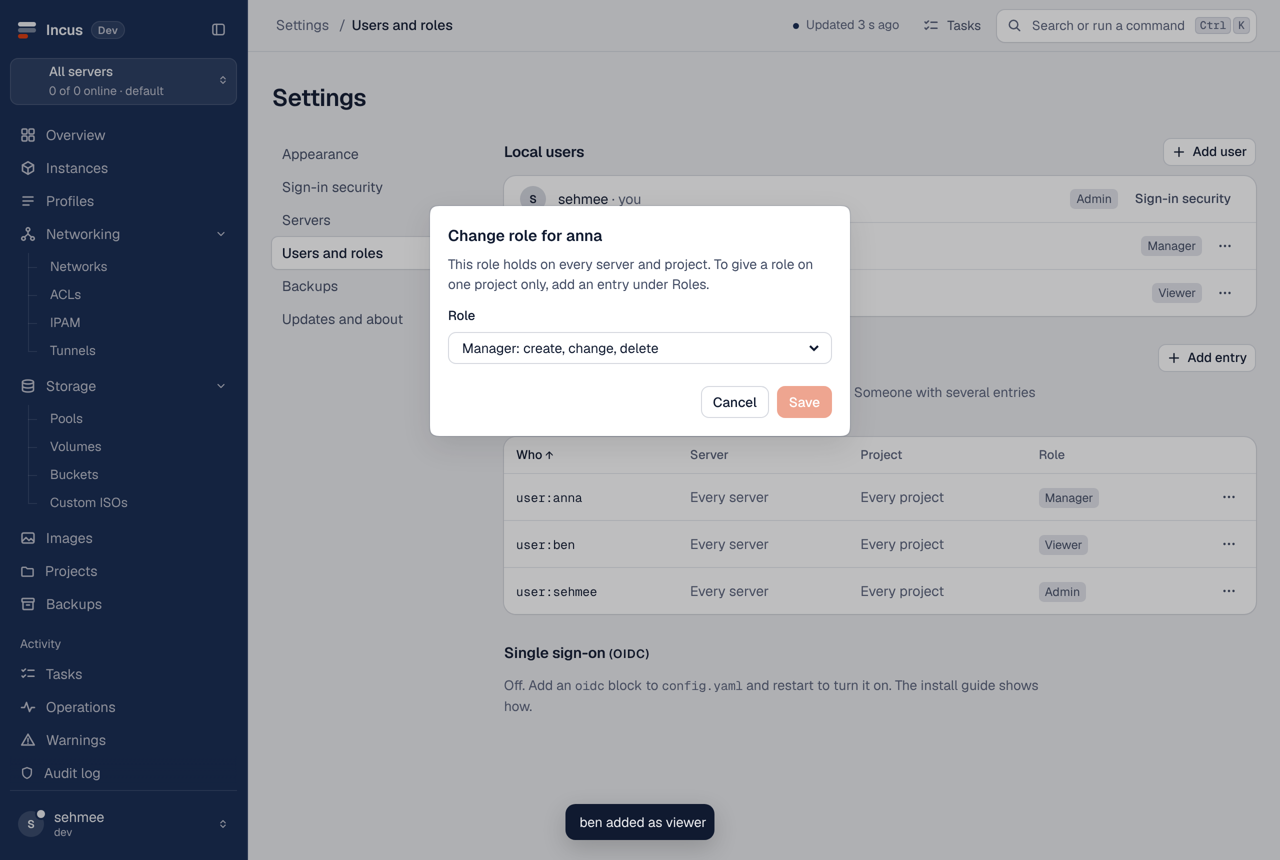 Incus Dev
All servers
0 of 0 online · default
Overview
Instances
Profiles
Networking
Networks
ACLs
IPAM
Tunnels
Storage
Pools
Volumes
Buckets
Custom ISOs
Images
Projects
Backups
Activity
Tasks
Operations
Warnings
Audit log
S
sehmee
dev
Settings / Users and roles
Updated 3 s ago
Tasks
Search or run a command Ctrl K
Settings
Appearance
Sign-in security
Servers
Users and roles
Backups
Updates and about
Local users
+ Add user
S sehmee · you Admin Sign-in security
Manager ···
Viewer ···
Change role for anna
This role holds on every server and project. To give a role on
one project only, add an entry under Roles.
Role
Manager: create, change, delete
Cancel Save
+ Add entry
Someone with several entries
Who ↑ Server Project Role
user:anna Every server Every project Manager ···
user:ben Every server Every project Viewer ···
user:sehmee Every server Every project Admin ···
Single sign-on (OIDC)
Off. Add an oidc block to config.yaml and restart to turn it on. The install guide shows
how.
ben added as viewer